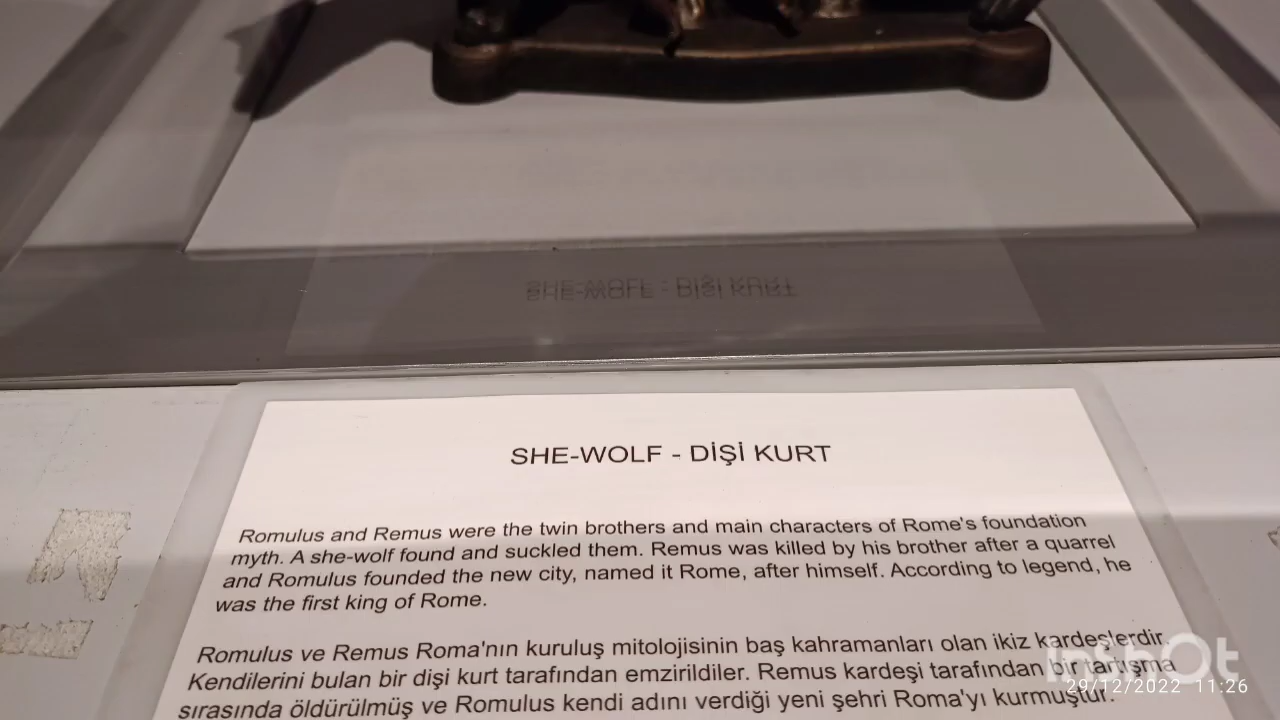 SHE-WOLF - DİŞİ KURT
Romulus and Remus were the twin brothers and main characters of Rome's foundation
myth. A she-wolf found and suckled them. Remus was killed by his brother after a quarrel
and Romulus founded the new city, named it Rome, after himself. According to legend, he
was the first king of Rome.
Romulus ve Remus Roma'nın kuruluş mitolojisinin baş kahramanları olan ikiz kardeşlerdir.
Kendilerini bulan bir dişi kurt tarafından emzirildiler. Remus kardeşi tarafından bir tartışma
sırasında öldürülmüş ve Romulus kendi adını verdiği yeni şehri Roma'yı kurmuştur.
InShOt
29/12/2022 11:26